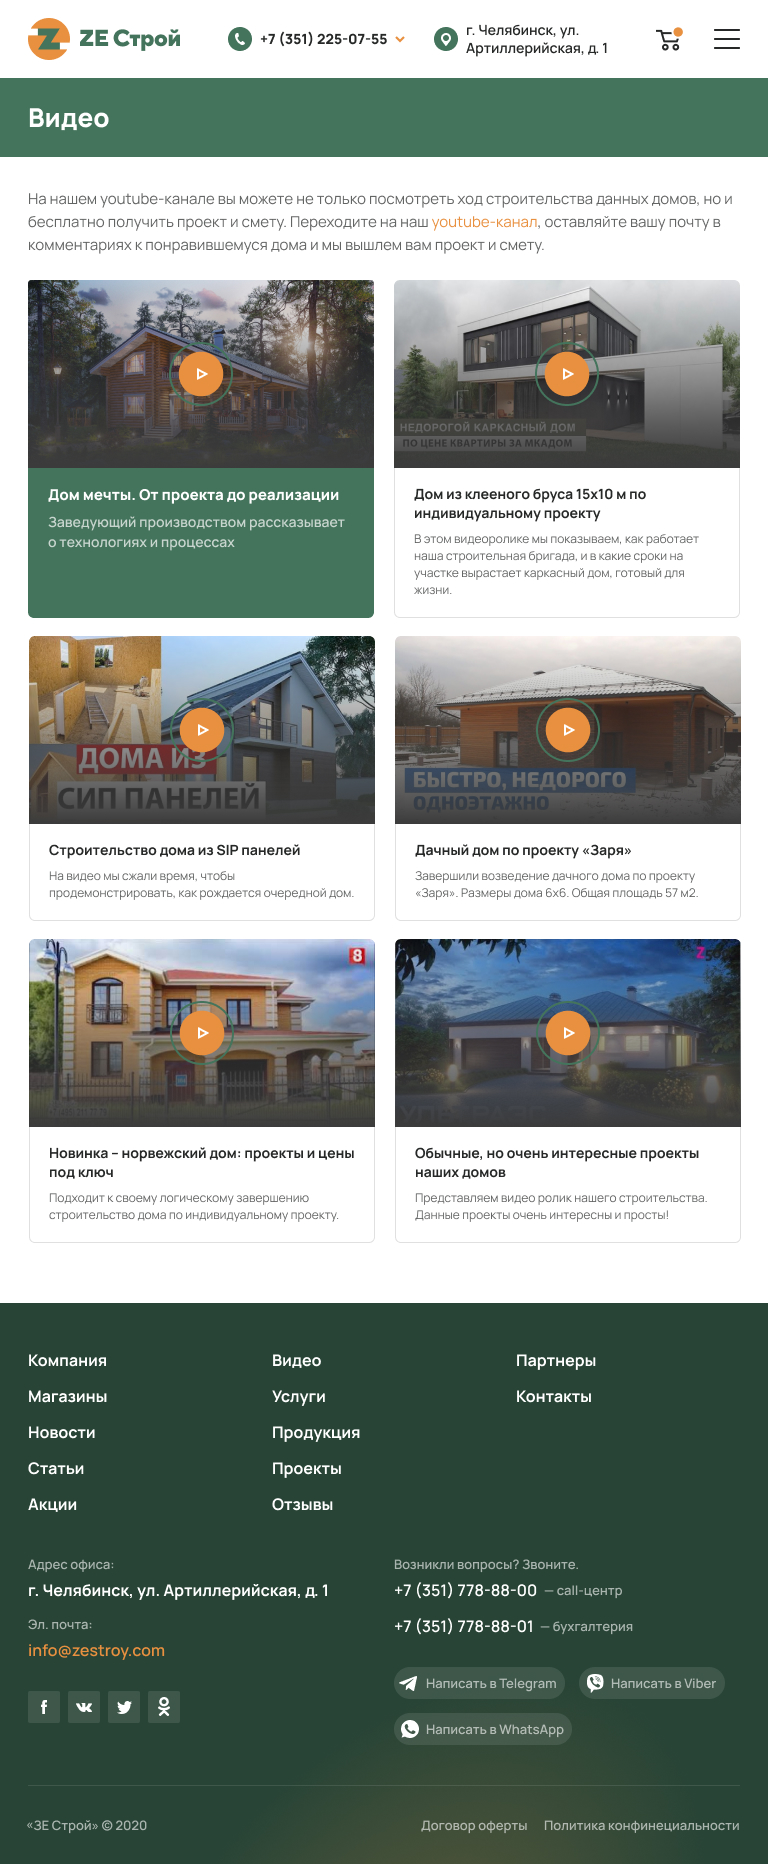 ZE Строй
+7 (351) 225-07-55
г. Челябинск, ул.
Артиллерийская, д. 1
Видео
На нашем youtube-канале вы можете не только посмотреть ход строительства данных домов, но и
бесплатно получить проект и смету. Переходите на наш youtube-канал, оставляйте вашу почту в
комментариях к понравившемуся дома и мы вышлем вам проект и смету.
НЕДОРОГОЙ КАРКАСНЫЙ ДОМ
ПО ЦЕНЕ КВАРТИРЫ ЗА МКАДОМ
Дом мечты. От проекта до реализации
Заведующий производством рассказывает
о технологиях и процессах
Дом из клееного бруса 15х10 м по
индивидуальному проекту
В этом видеоролике мы показываем, как работает
наша строительная бригада, и в какие сроки на
участке вырастает каркасный дом, готовый для
жизни.
ДОМА ИЗ
СИП ПАНЕЛЕЙ
БЫСТРО, НЕДОРОГО
ОДНОЭТАЖНО
Строительство дома из SIP панелей
На видео мы сжали время, чтобы
продемонстрировать, как рождается очередной дом.
Дачный дом по проекту «Заря»
Завершили возведение дачного дома по проекту
«Заря». Размеры дома 6х6. Общая площадь 57 м2.
8
Новинка – норвежский дом: проекты и цены
под ключ
Подходит к своему логическому завершению
строительство дома по индивидуальному проекту.
Обычные, но очень интересные проекты
наших домов
Представляем видео ролик нашего строительства.
Данные проекты очень интересны и просты!
Компания
Видео
Партнеры
Магазины
Услуги
Контакты
Новости
Продукция
Статьи
Проекты
Акции
Отзывы
Адрес офиса:
г. Челябинск, ул. Артиллерийская, д. 1
Эл. почта:
info@zestroy.com
Возникли вопросы? Звоните.
+7 (351) 778-88-00 — call-центр
+7 (351) 778-88-01 — бухгалтерия
Написать в Telegram
Написать в Viber
Написать в WhatsApp
«ЗЕ Строй» © 2020
Договор оферты
Политика конфинециальности